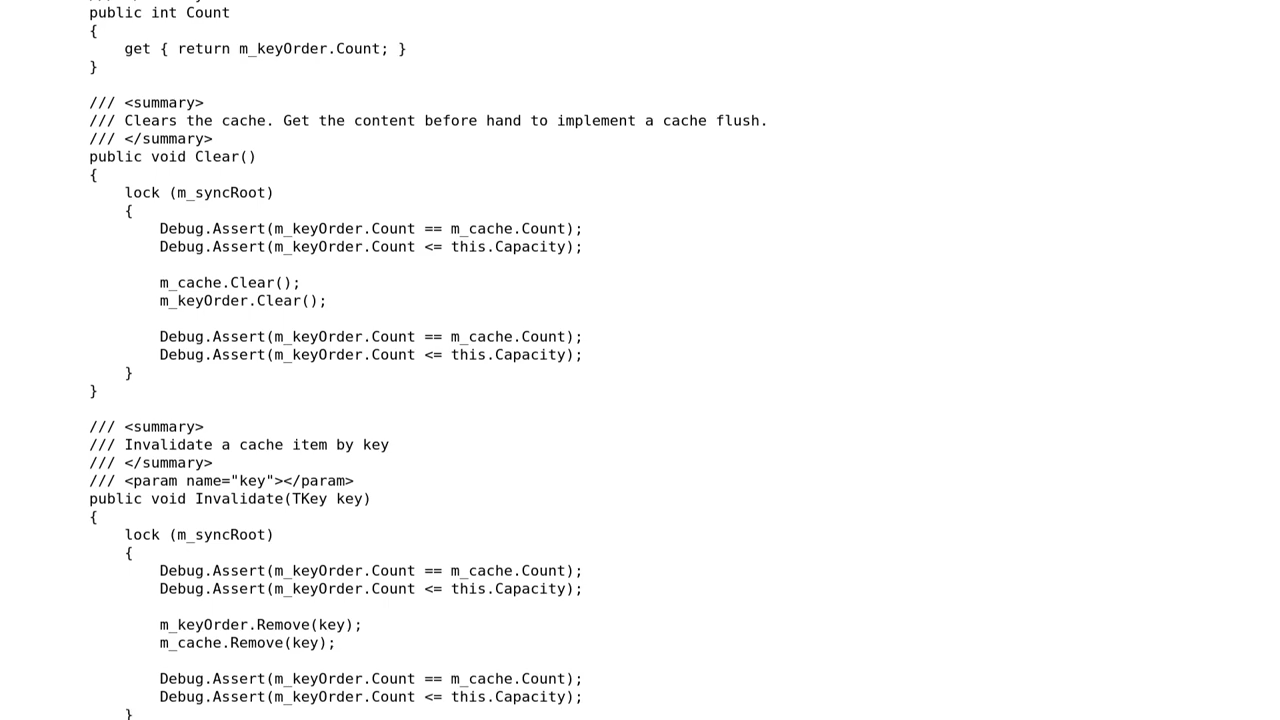 public int Count
{
    get { return m_keyOrder.Count; }
}

/// <summary>
/// Clears the cache. Get the content before hand to implement a cache flush.
/// </summary>
public void Clear()
{
    lock (m_syncRoot)
    {
        Debug.Assert(m_keyOrder.Count == m_cache.Count);
        Debug.Assert(m_keyOrder.Count <= this.Capacity);

        m_cache.Clear();
        m_keyOrder.Clear();

        Debug.Assert(m_keyOrder.Count == m_cache.Count);
        Debug.Assert(m_keyOrder.Count <= this.Capacity);
    }
}

/// <summary>
/// Invalidate a cache item by key
/// </summary>
/// <param name="key"></param>
public void Invalidate(TKey key)
{
    lock (m_syncRoot)
    {
        Debug.Assert(m_keyOrder.Count == m_cache.Count);
        Debug.Assert(m_keyOrder.Count <= this.Capacity);

        m_keyOrder.Remove(key);
        m_cache.Remove(key);

        Debug.Assert(m_keyOrder.Count == m_cache.Count);
        Debug.Assert(m_keyOrder.Count <= this.Capacity);
    }